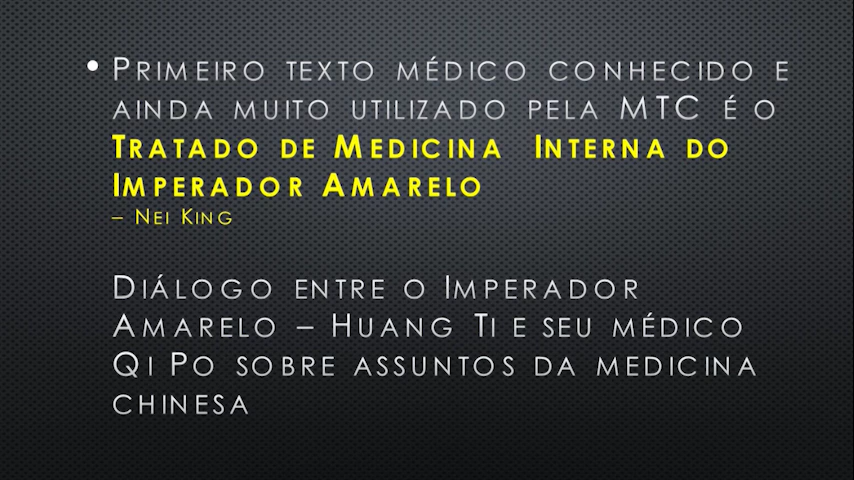 • Primeiro texto médico conhecido e
ainda muito utilizado pela MTC é o
Tratado de Medicina Interna do
Imperador Amarelo
– Nei King
Diálogo entre o Imperador
Amarelo – Huang Ti e seu médico
Qi Po sobre assuntos da medicina
chinesa